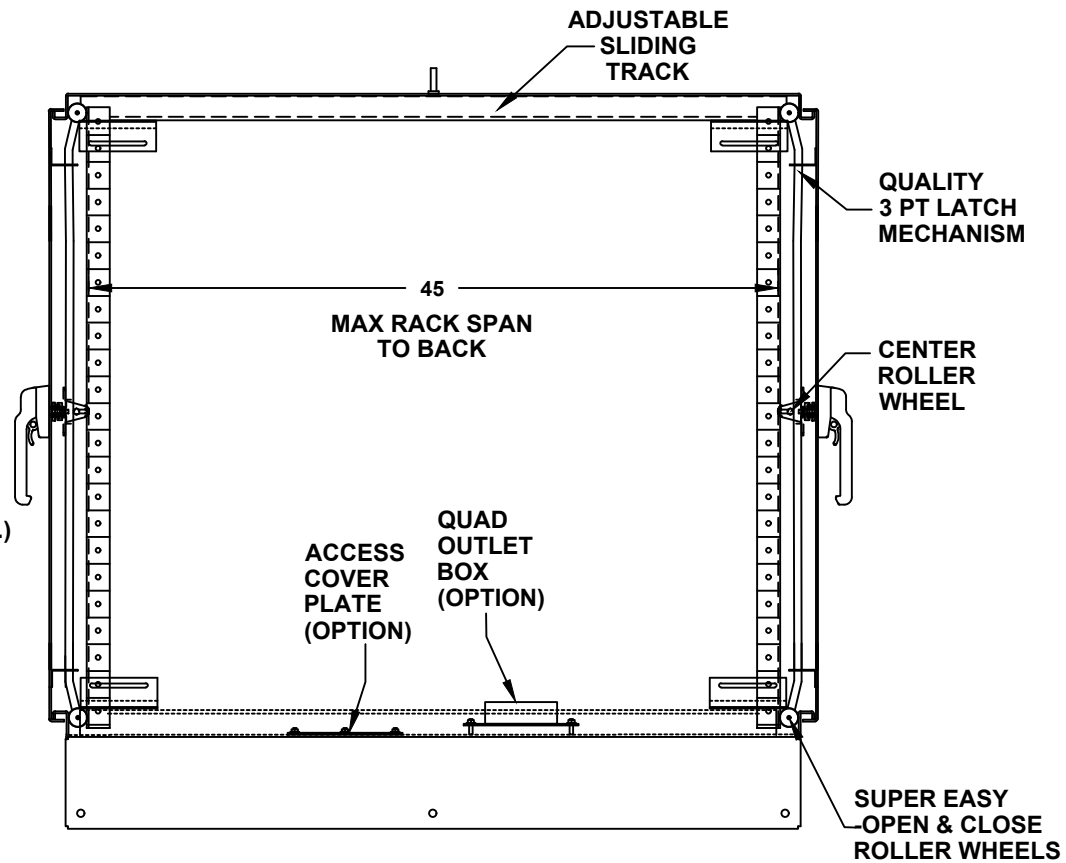 ADJUSTABLE
SLIDING
TRACK
QUALITY
3 PT LATCH
MECHANISM
45
MAX RACK SPAN
TO BACK
CENTER
ROLLER
WHEEL
.)
QUAD
OUTLET
BOX
(OPTION)
ACCESS
COVER
PLATE
(OPTION)
SUPER EASY
OPEN & CLOSE
ROLLER WHEELS